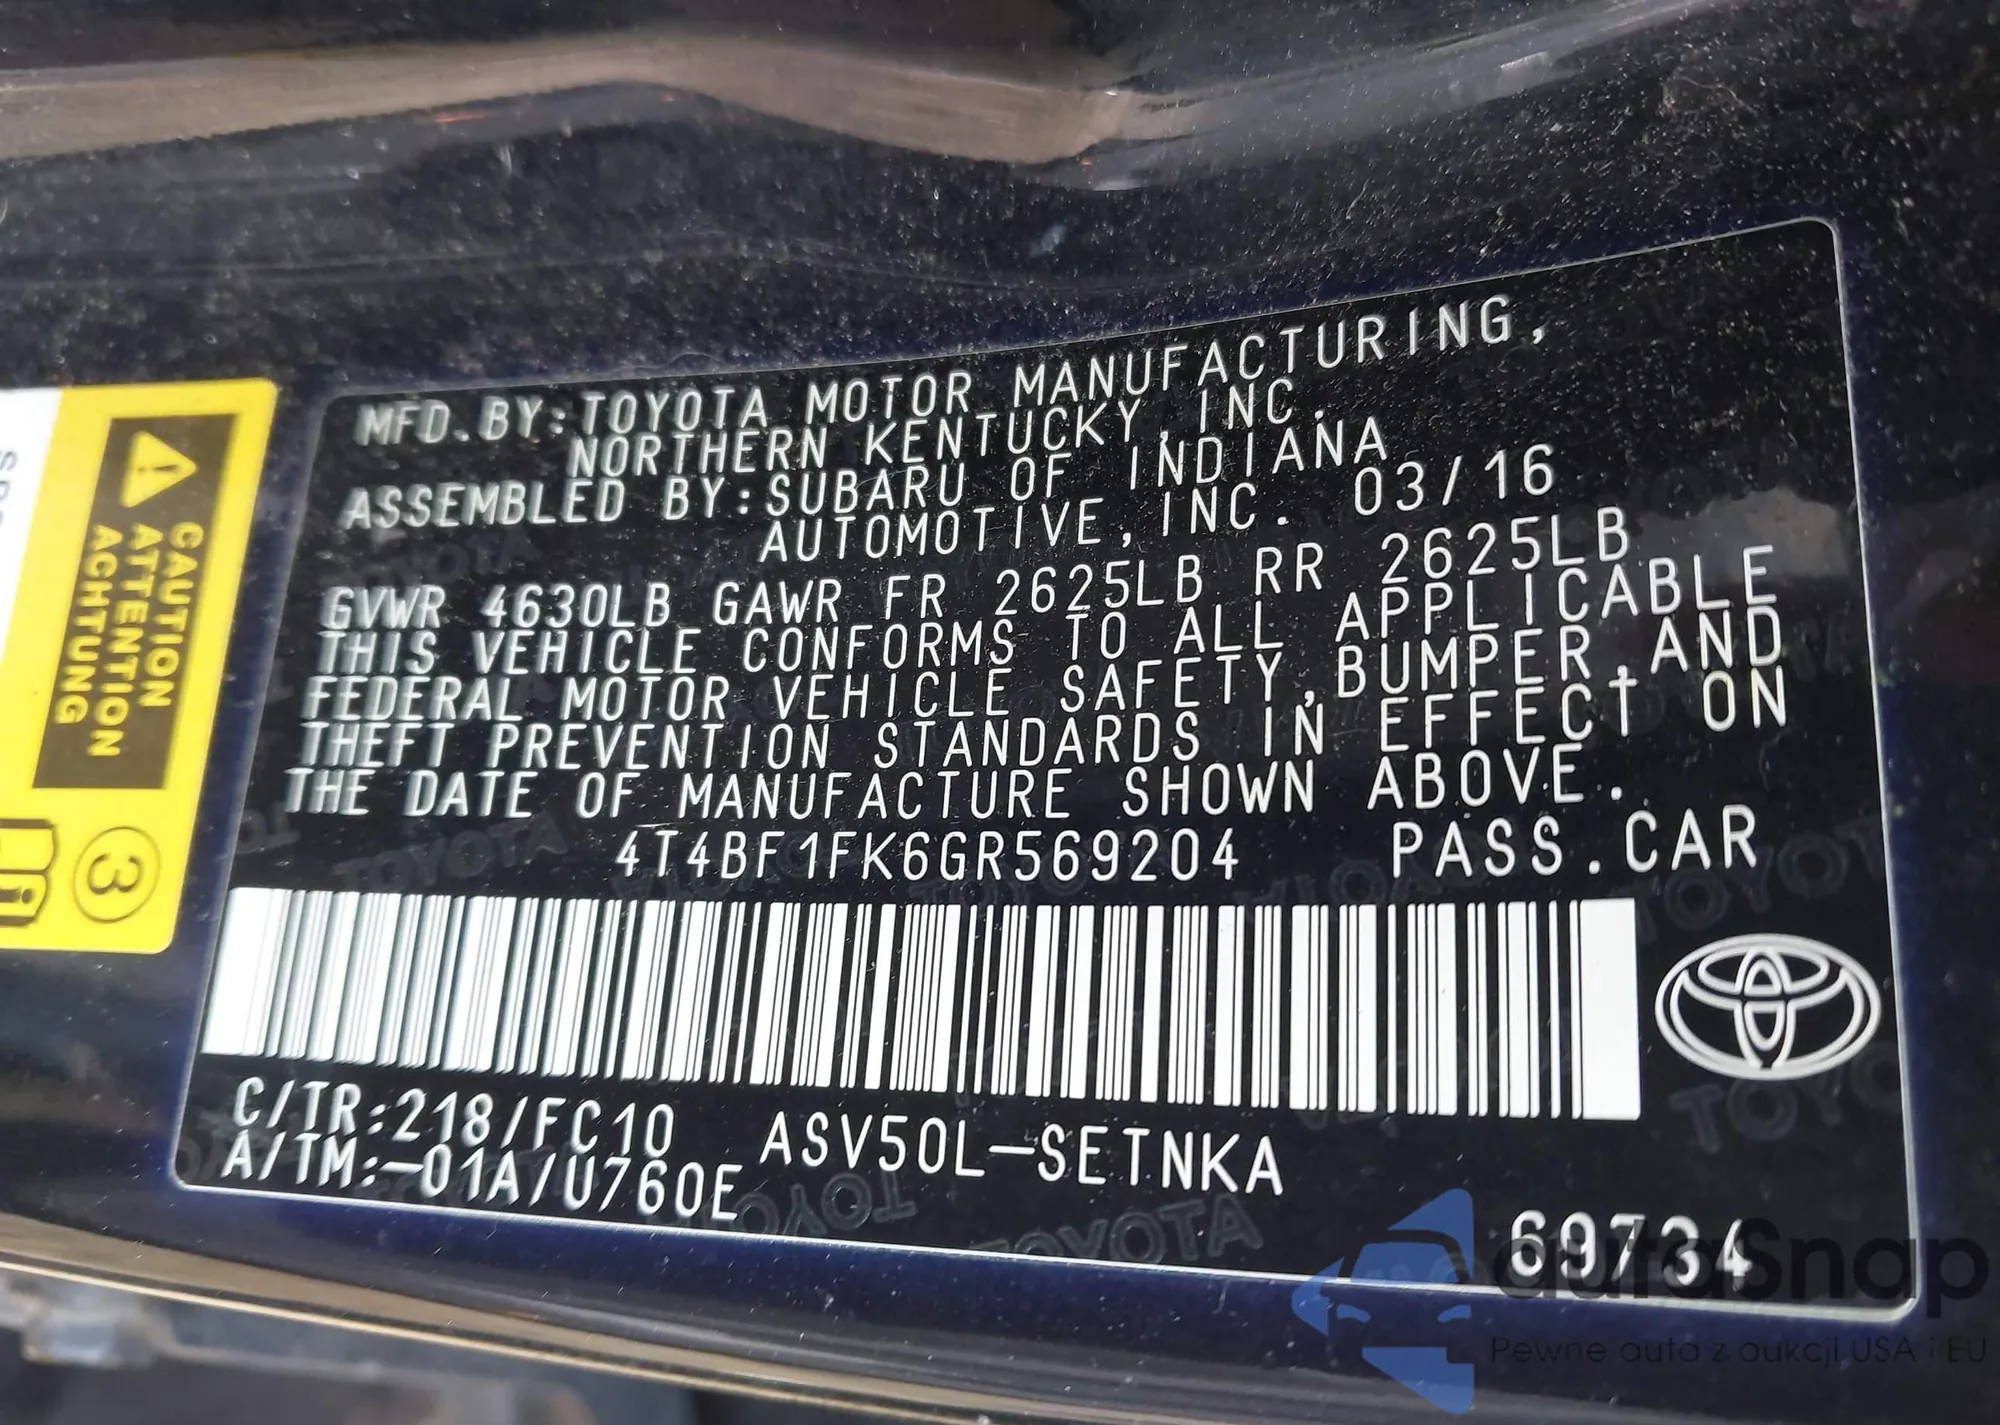 MFD.BY:TOYOTA MOTOR MANUFACTURING,
NORTHERN KENTUCKY, INC.
ASSEMBLED BY:SUBARU OF INDIANA
AUTOMOTIVE, INC. 03/16
GVWR 4630LB GAWR FR 2625LB RR 2625LB
THIS VEHICLE CONFORMS TO ALL APPLICABLE
FEDERAL MOTOR VEHICLE SAFETY,BUMPER,AND
THEFT PREVENTION STANDARDS IN EFFECT ON
THE DATE OF MANUFACTURE SHOWN ABOVE.
4T4BF1FK6GR569204 PASS.CAR
C/TR:218/FC10 ASV50L-SETNKA
A/TM:-01A/U760E
69734
CAUTION
ATTENTION
ACHTUNG
3
autaSnap
Pewne auta z aukcji USA i EU